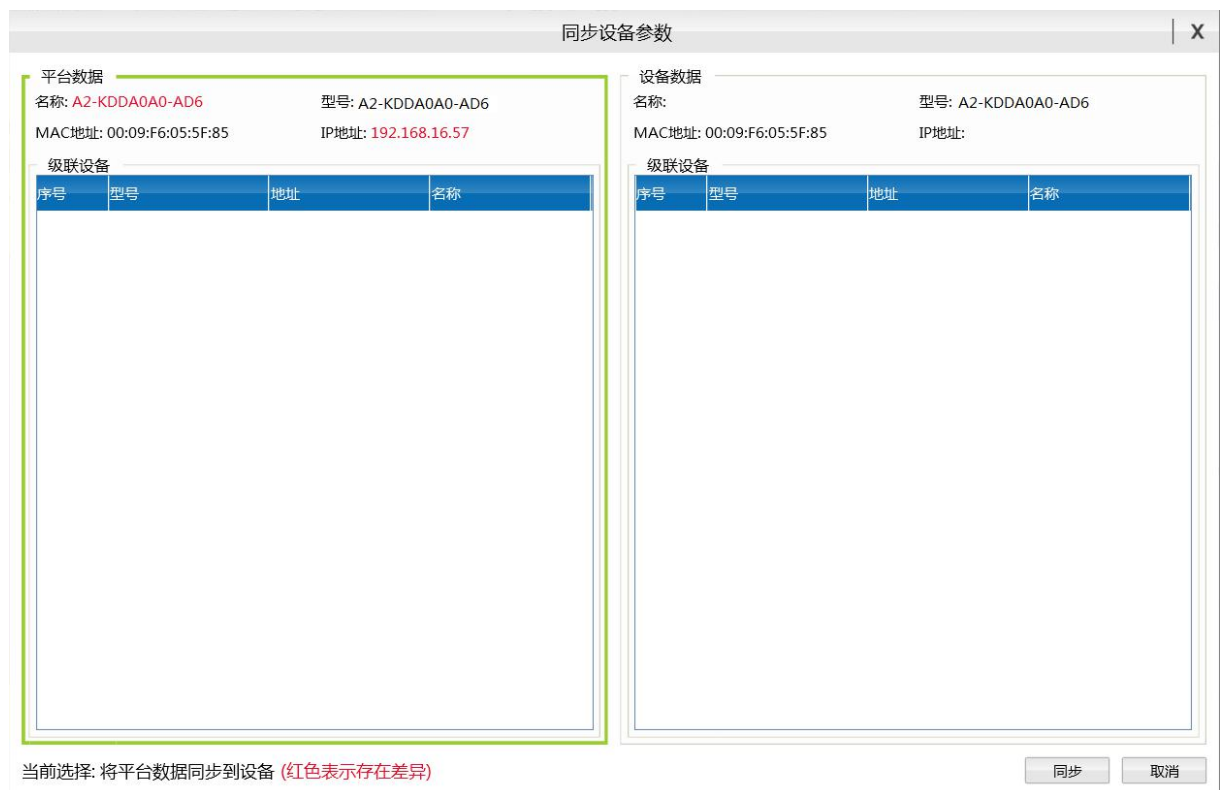 同步设备参数
X
平台数据
名称: A2-KDDA0A0-AD6
型号: A2-KDDA0A0-AD6
MAC地址: 00:09:F6:05:5F:85
IP地址: 192.168.16.57
级联设备
序号 型号 地址 名称
设备数据
名称:
型号: A2-KDDA0A0-AD6
MAC地址: 00:09:F6:05:5F:85
IP地址:
级联设备
序号 型号 地址 名称
当前选择: 将平台数据同步到设备 (红色表示存在差异)
同步
取消